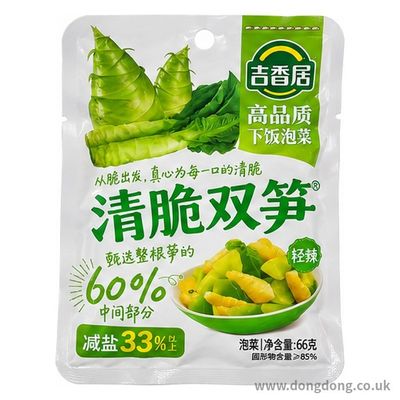 吉香居
高品质
下饭泡菜
从脆出发，真心为每一口的清脆
清脆双笋®
甄选整根笋的
60%
中间部分
轻辣
减盐33%以上
泡菜|净含量:66克
固形物含量≥85%
www.dongdong.co.uk